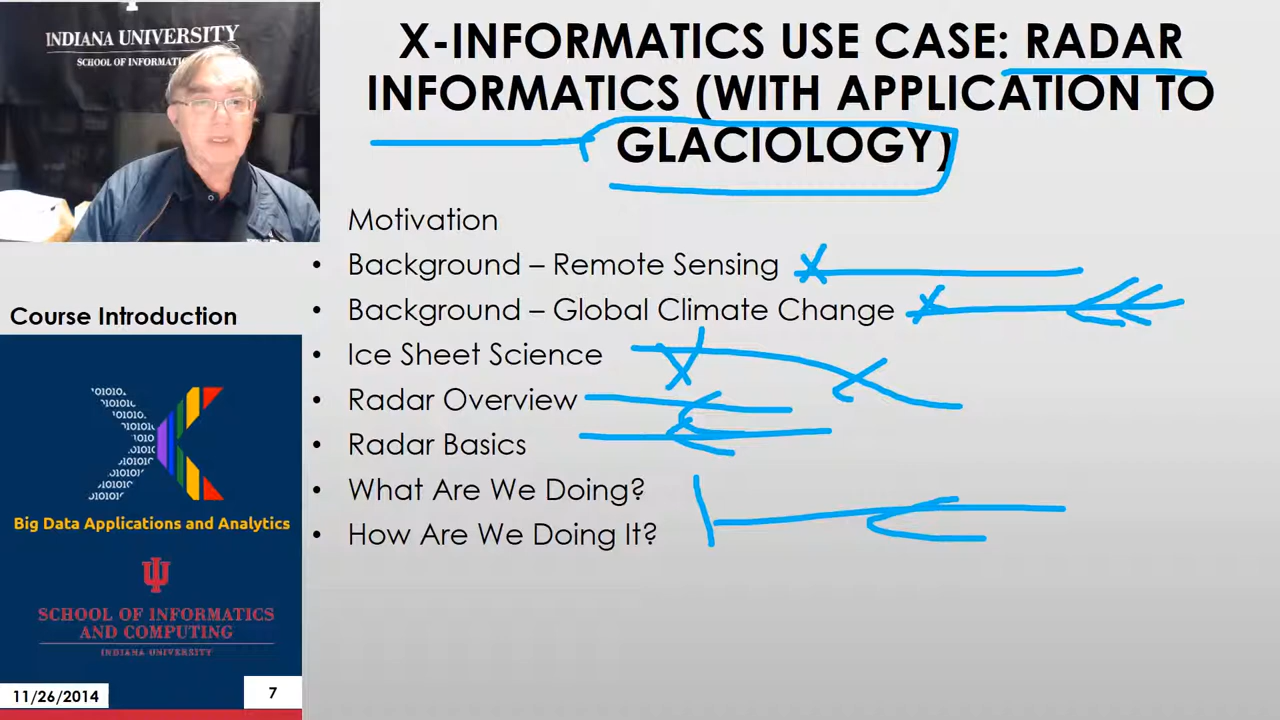 INDIANA UNIVERSITY
SCHOOL OF
X-INFORMATICS USE CASE: RADAR
INFORMATICS (WITH APPLICATION TO
GLACIOLOGY)
Motivation
• Background – Remote Sensing
• Background – Global Climate Change
• Ice Sheet Science
• Radar Overview
• Radar Basics
• What Are We Doing?
• How Are We Doing It?
Course Introduction
Big Data Applications and Analytics
SCHOOL OF INFORMATICS
AND COMPUTING
INDIANA UNIVERSITY
11/26/2014
7